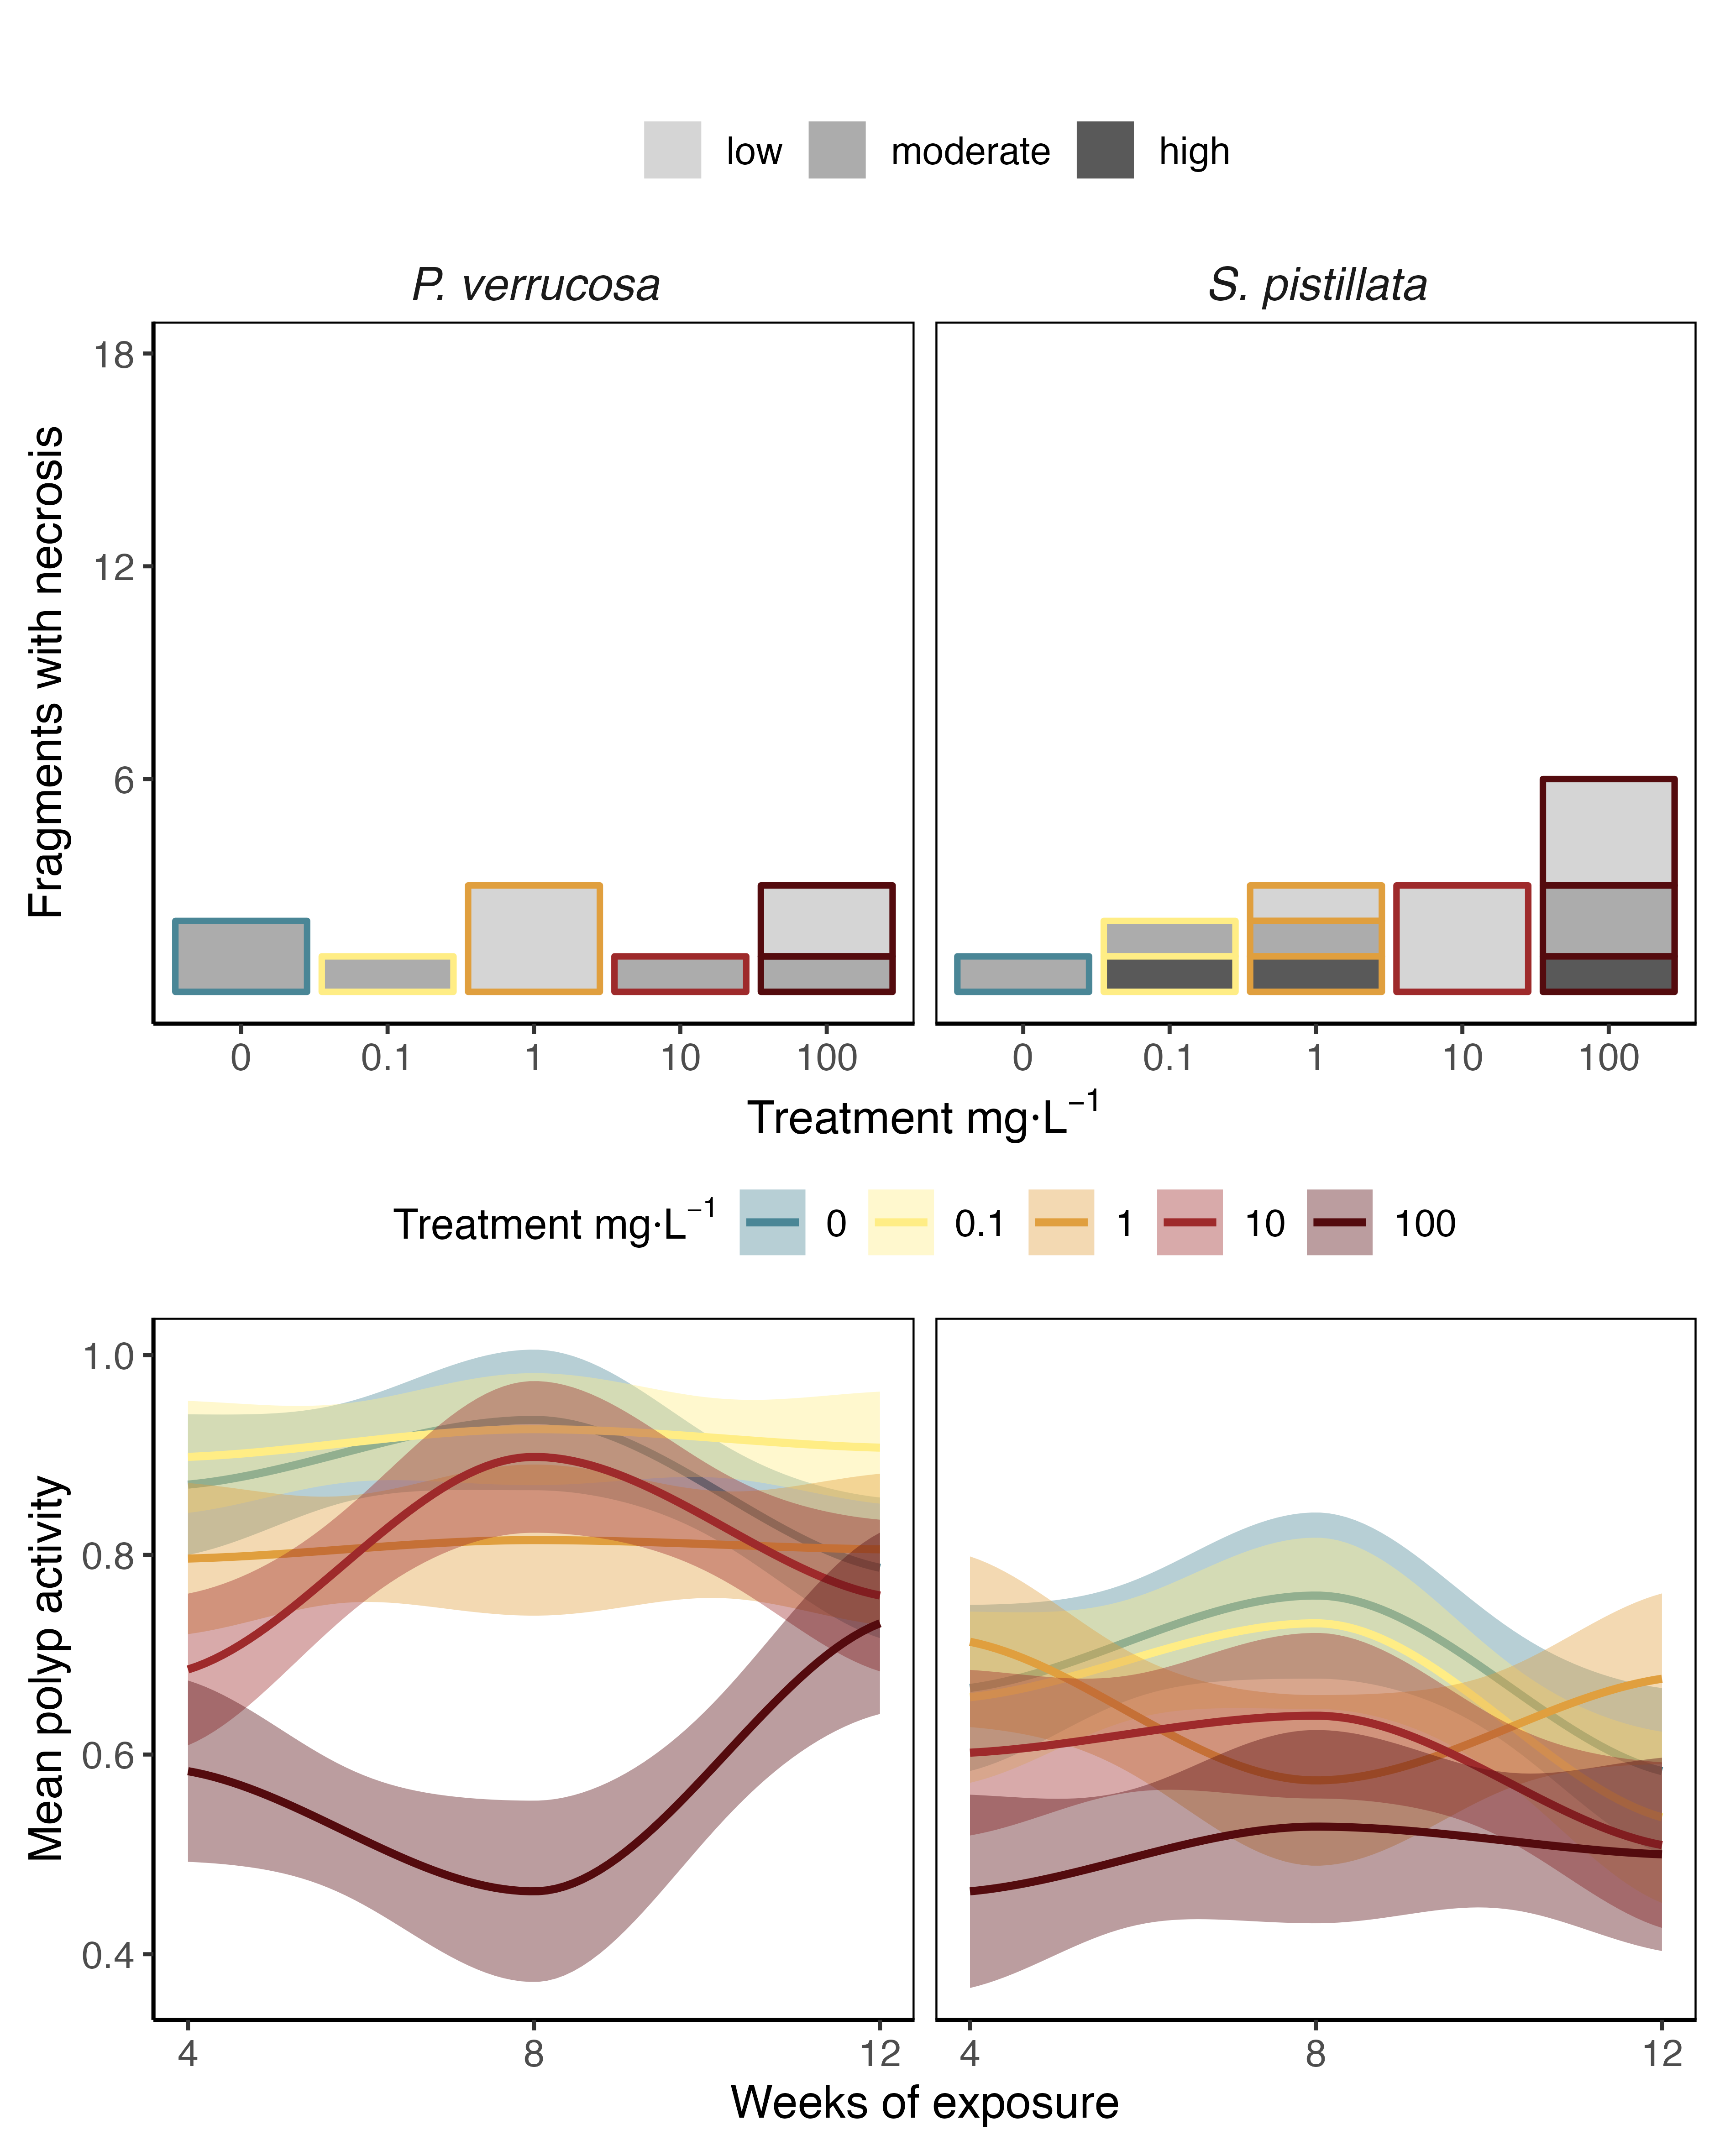 low moderate high
P. verrucosa S. pistillata
18
12
6
Fragments with necrosis
0 0.1 1 10 100 0 0.1 1 10 100
Treatment mg·L⁻¹
Treatment mg·L⁻¹ 0 0.1 1 10 100
1.0
0.8
0.6
0.4
Mean polyp activity
4 8 12 4 8 12
Weeks of exposure